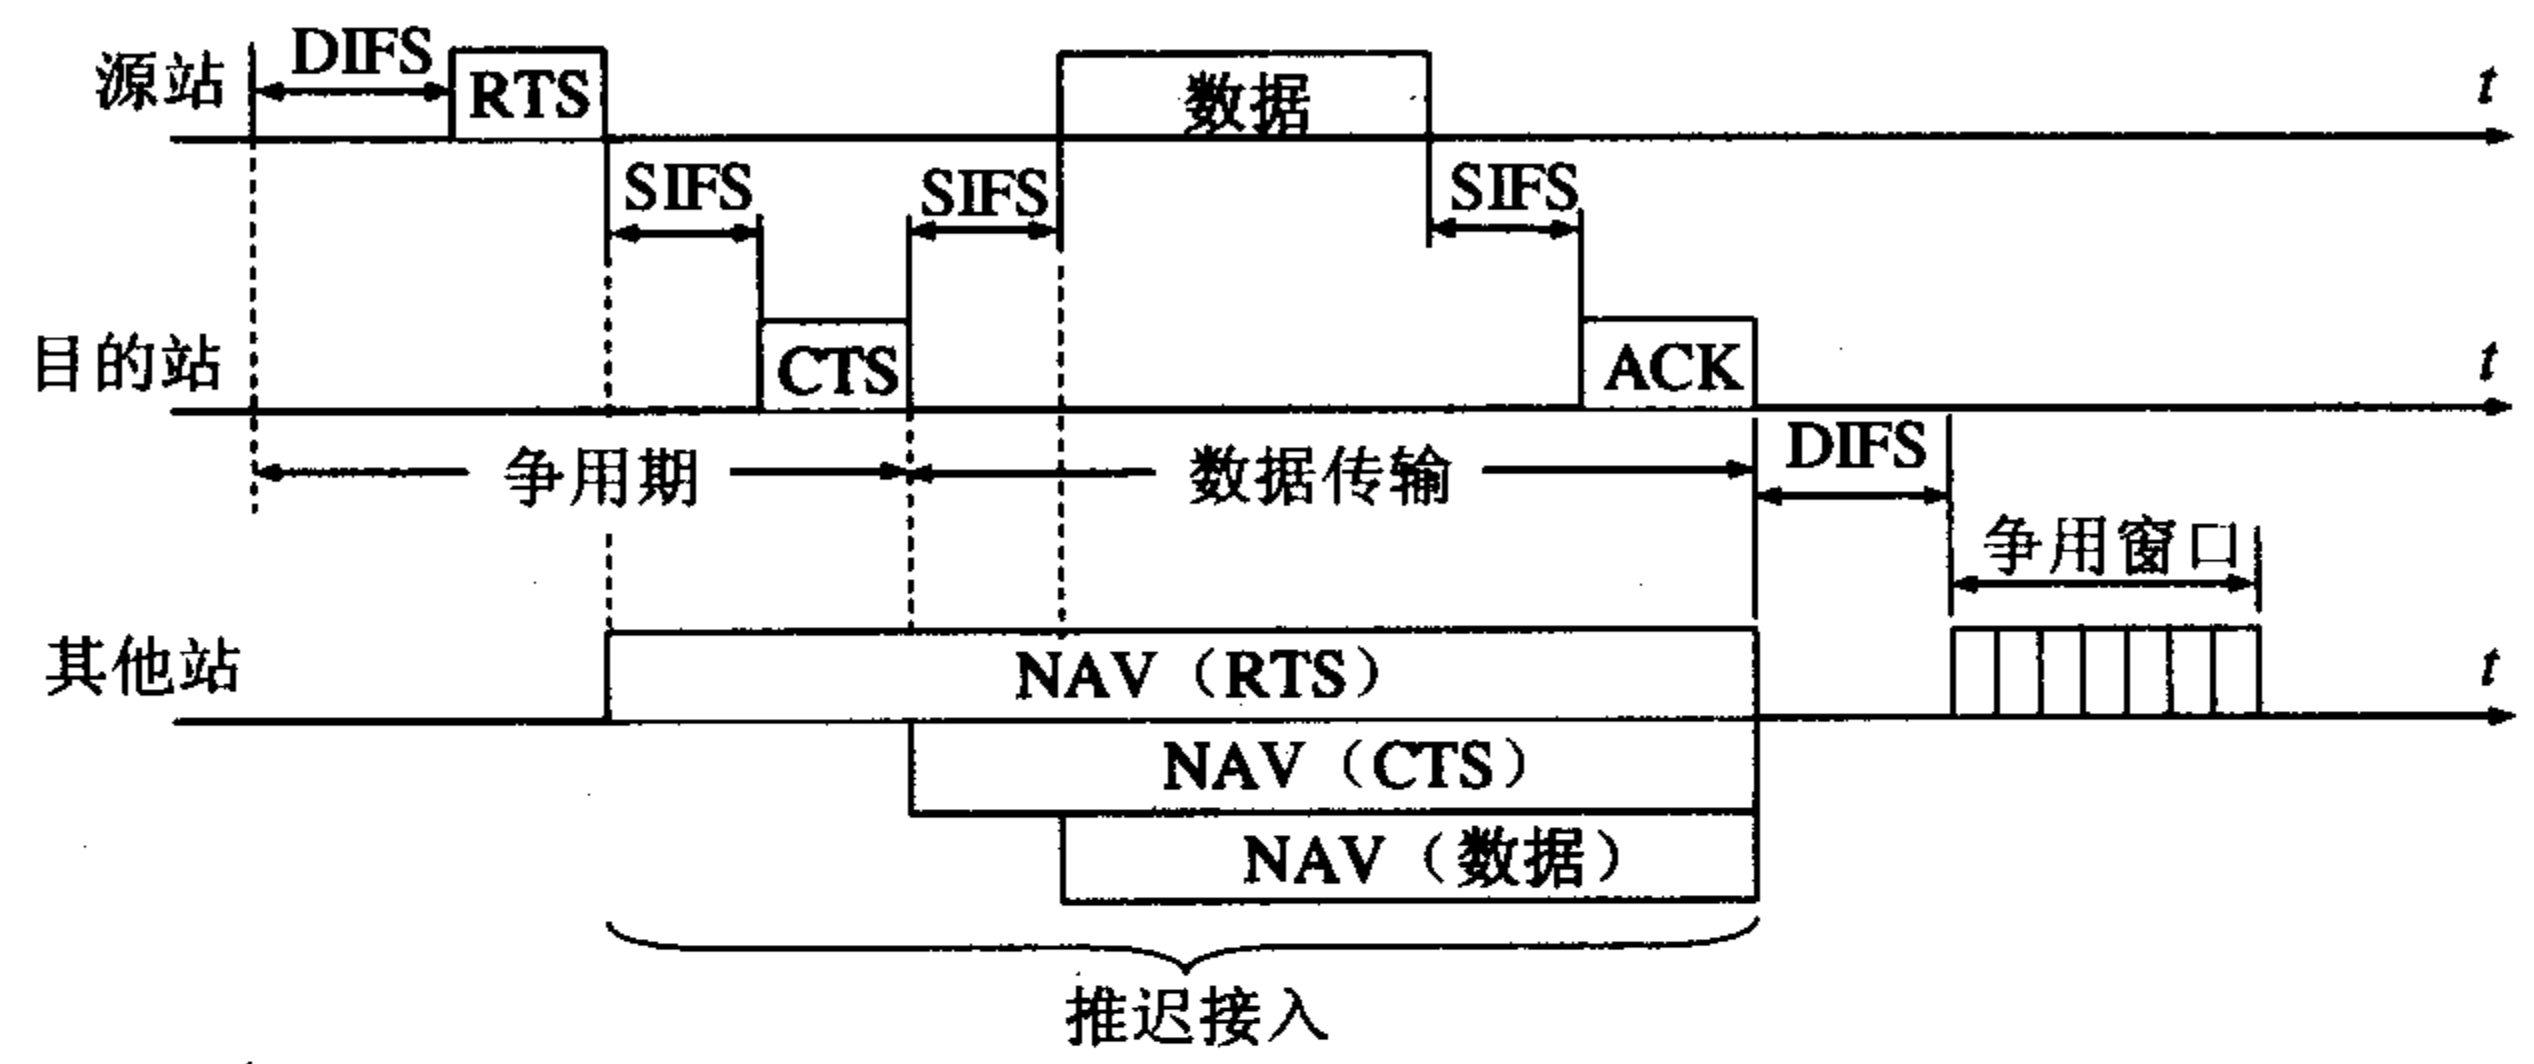 源站 DIFS RTS 数据 t
SIFS SIFS SIFS
目的站 CTS ACK t
争用期 数据传输 DIFS
争用窗口
其他站 NAV（RTS） t
NAV（CTS）
NAV（数据）
推迟接入